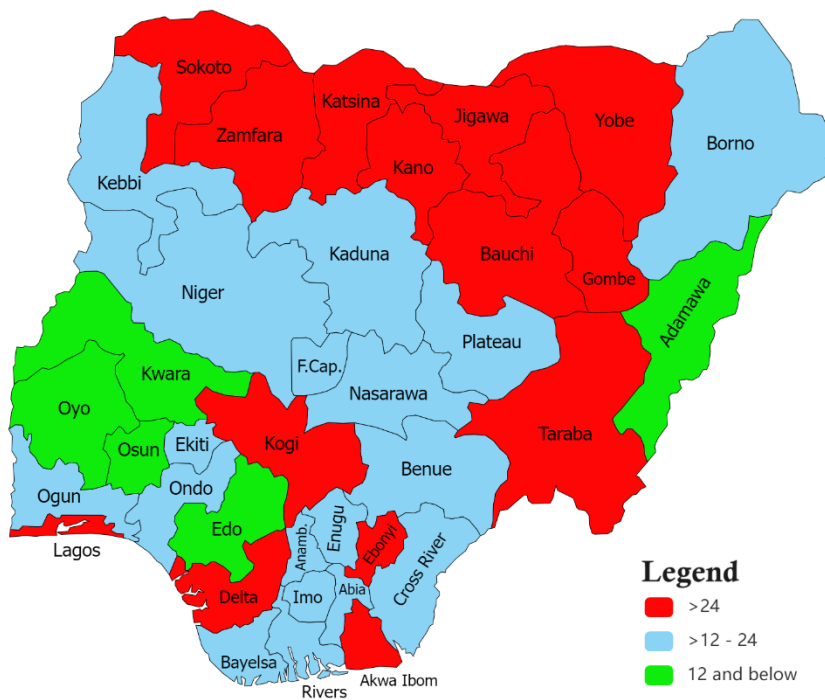 Sokoto
Katsina
Jigawa
Yobe
Zamfara
Borno
Kano
Kebbi
Kaduna
Bauchi
Gombe
Niger
Adamawa
Plateau
F.Cap.
Kwara
Nasarawa
Oyo
Taraba
Osun
Ekiti
Kogi
Benue
Ogun
Ondo
Edo
Enugu
Anamb.
Ebonyi
Lagos
Cross River
Delta
Imo
Abia
Bayelsa
Rivers
Akwa Ibom
Legend
>24
>12 - 24
12 and below